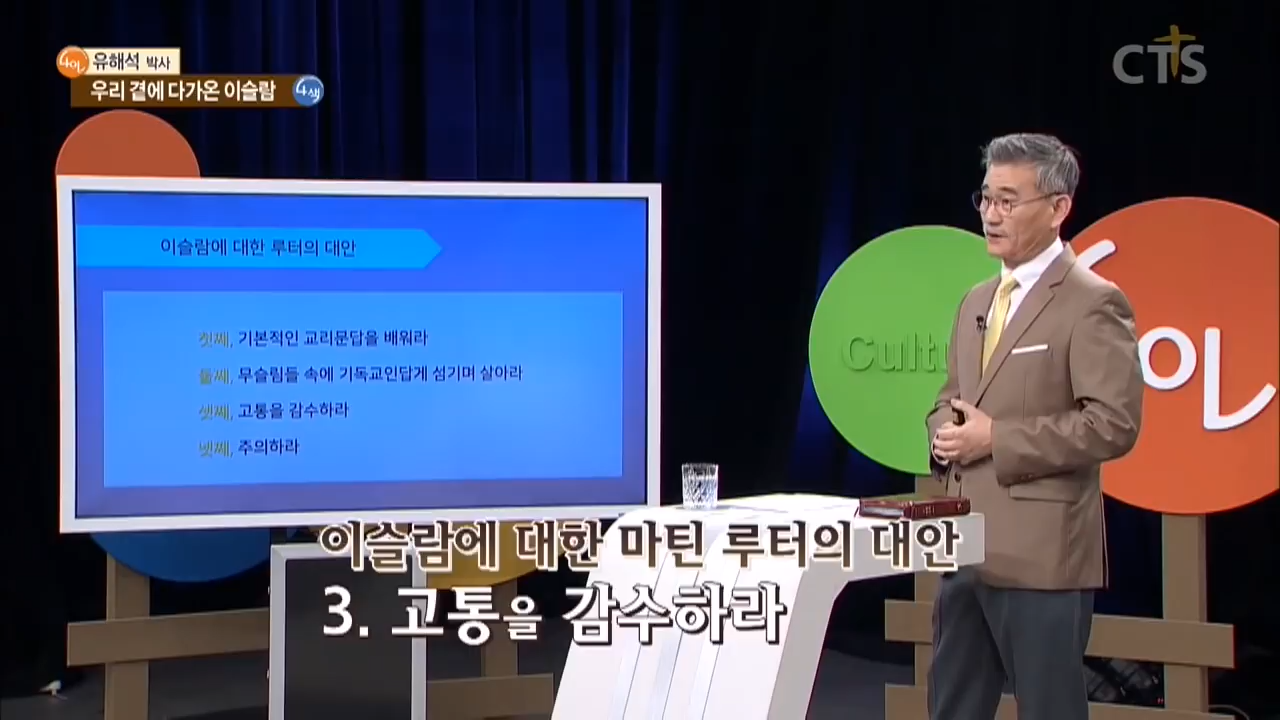 4인
유해석 박사
우리 곁에 다가온 이슬람
4색
CTS
이슬람에 대한 루터의 대안
첫째, 기본적인 교리문답을 배워라
둘째, 무슬림들 속에 기독교인답게 섬기며 살아라
셋째, 고통을 감수하라
넷째, 주의하라
Cultu
인
이슬람에 대한 마틴 루터의 대안
3. 고통을 감수하라